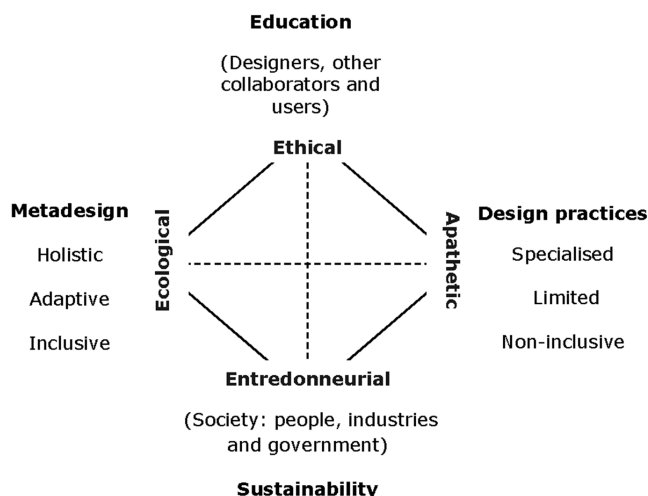 Education
(Designers, other
collaborators and
users)
Ethical
Metadesign
Holistic
Adaptive
Inclusive
Ecological
Apathetic
Design practices
Specialised
Limited
Non-inclusive
Entredonneurial
(Society: people, industries
and government)
Sustainability